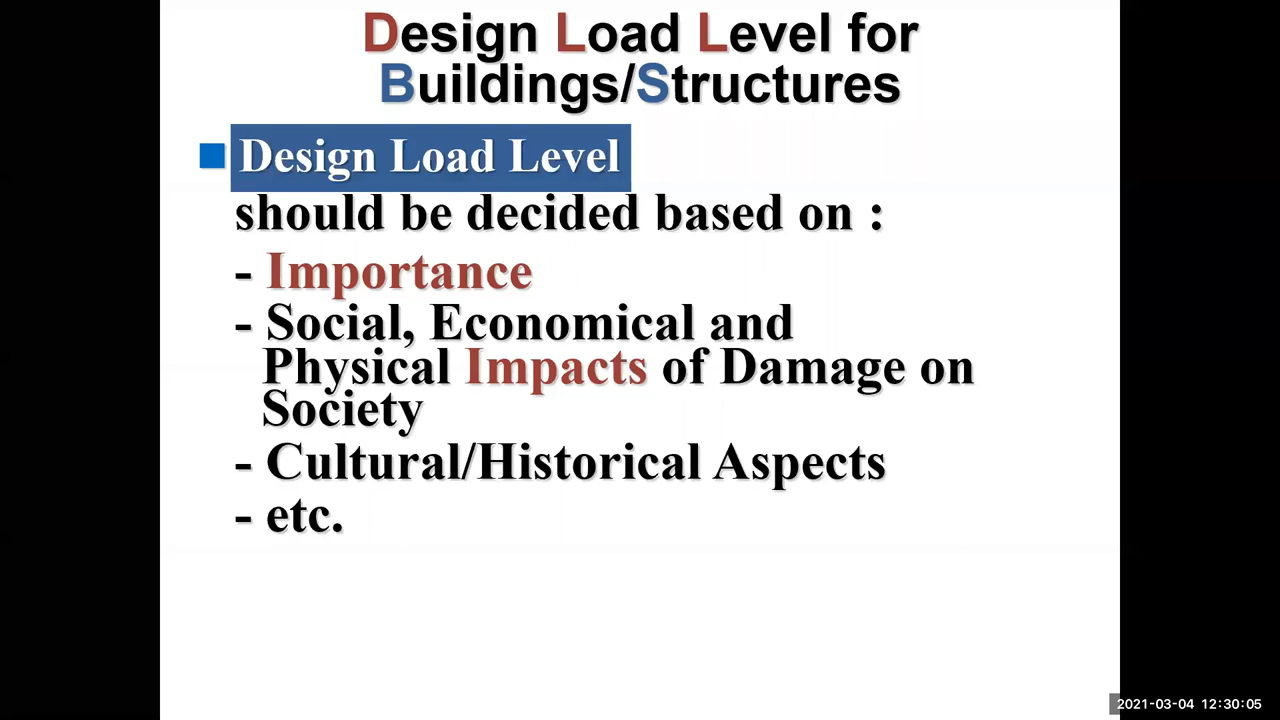 Design Load Level for
Buildings/Structures
Design Load Level
should be decided based on :
- Importance
- Social, Economical and
Physical Impacts of Damage on
Society
- Cultural/Historical Aspects
- etc.
2021-03-04 12:30:05